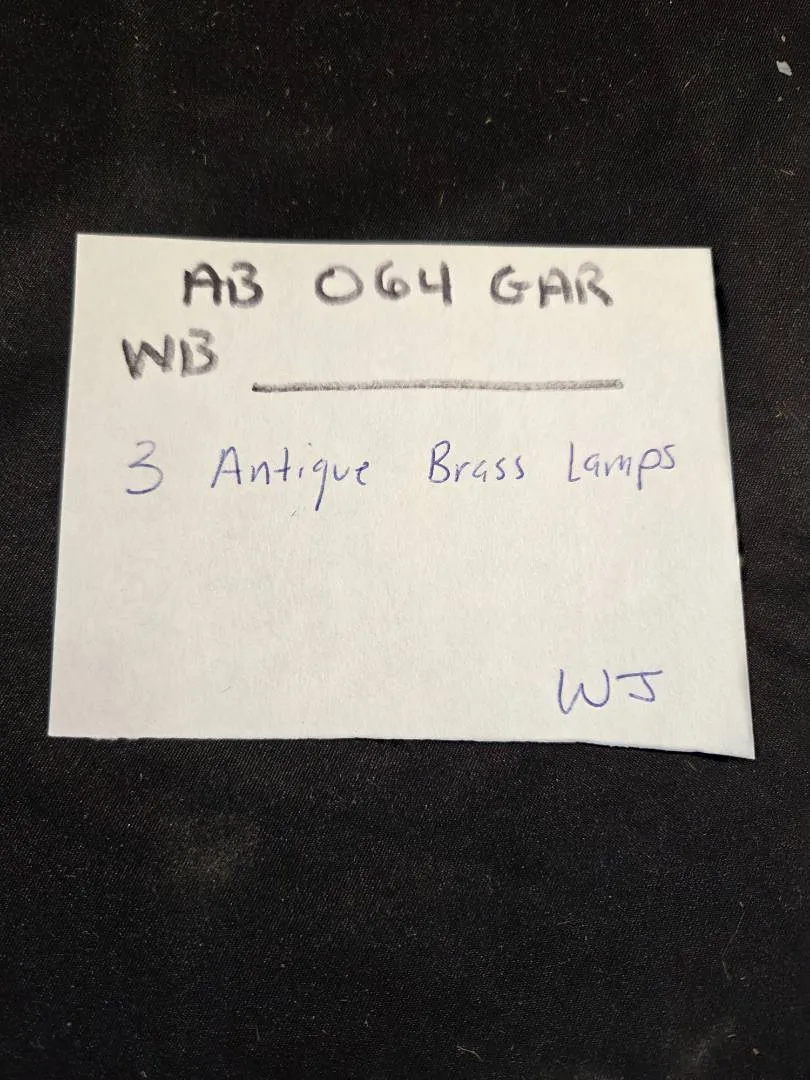 AB 064 GAR
WB
3 Antique Brass Lamps
WJ